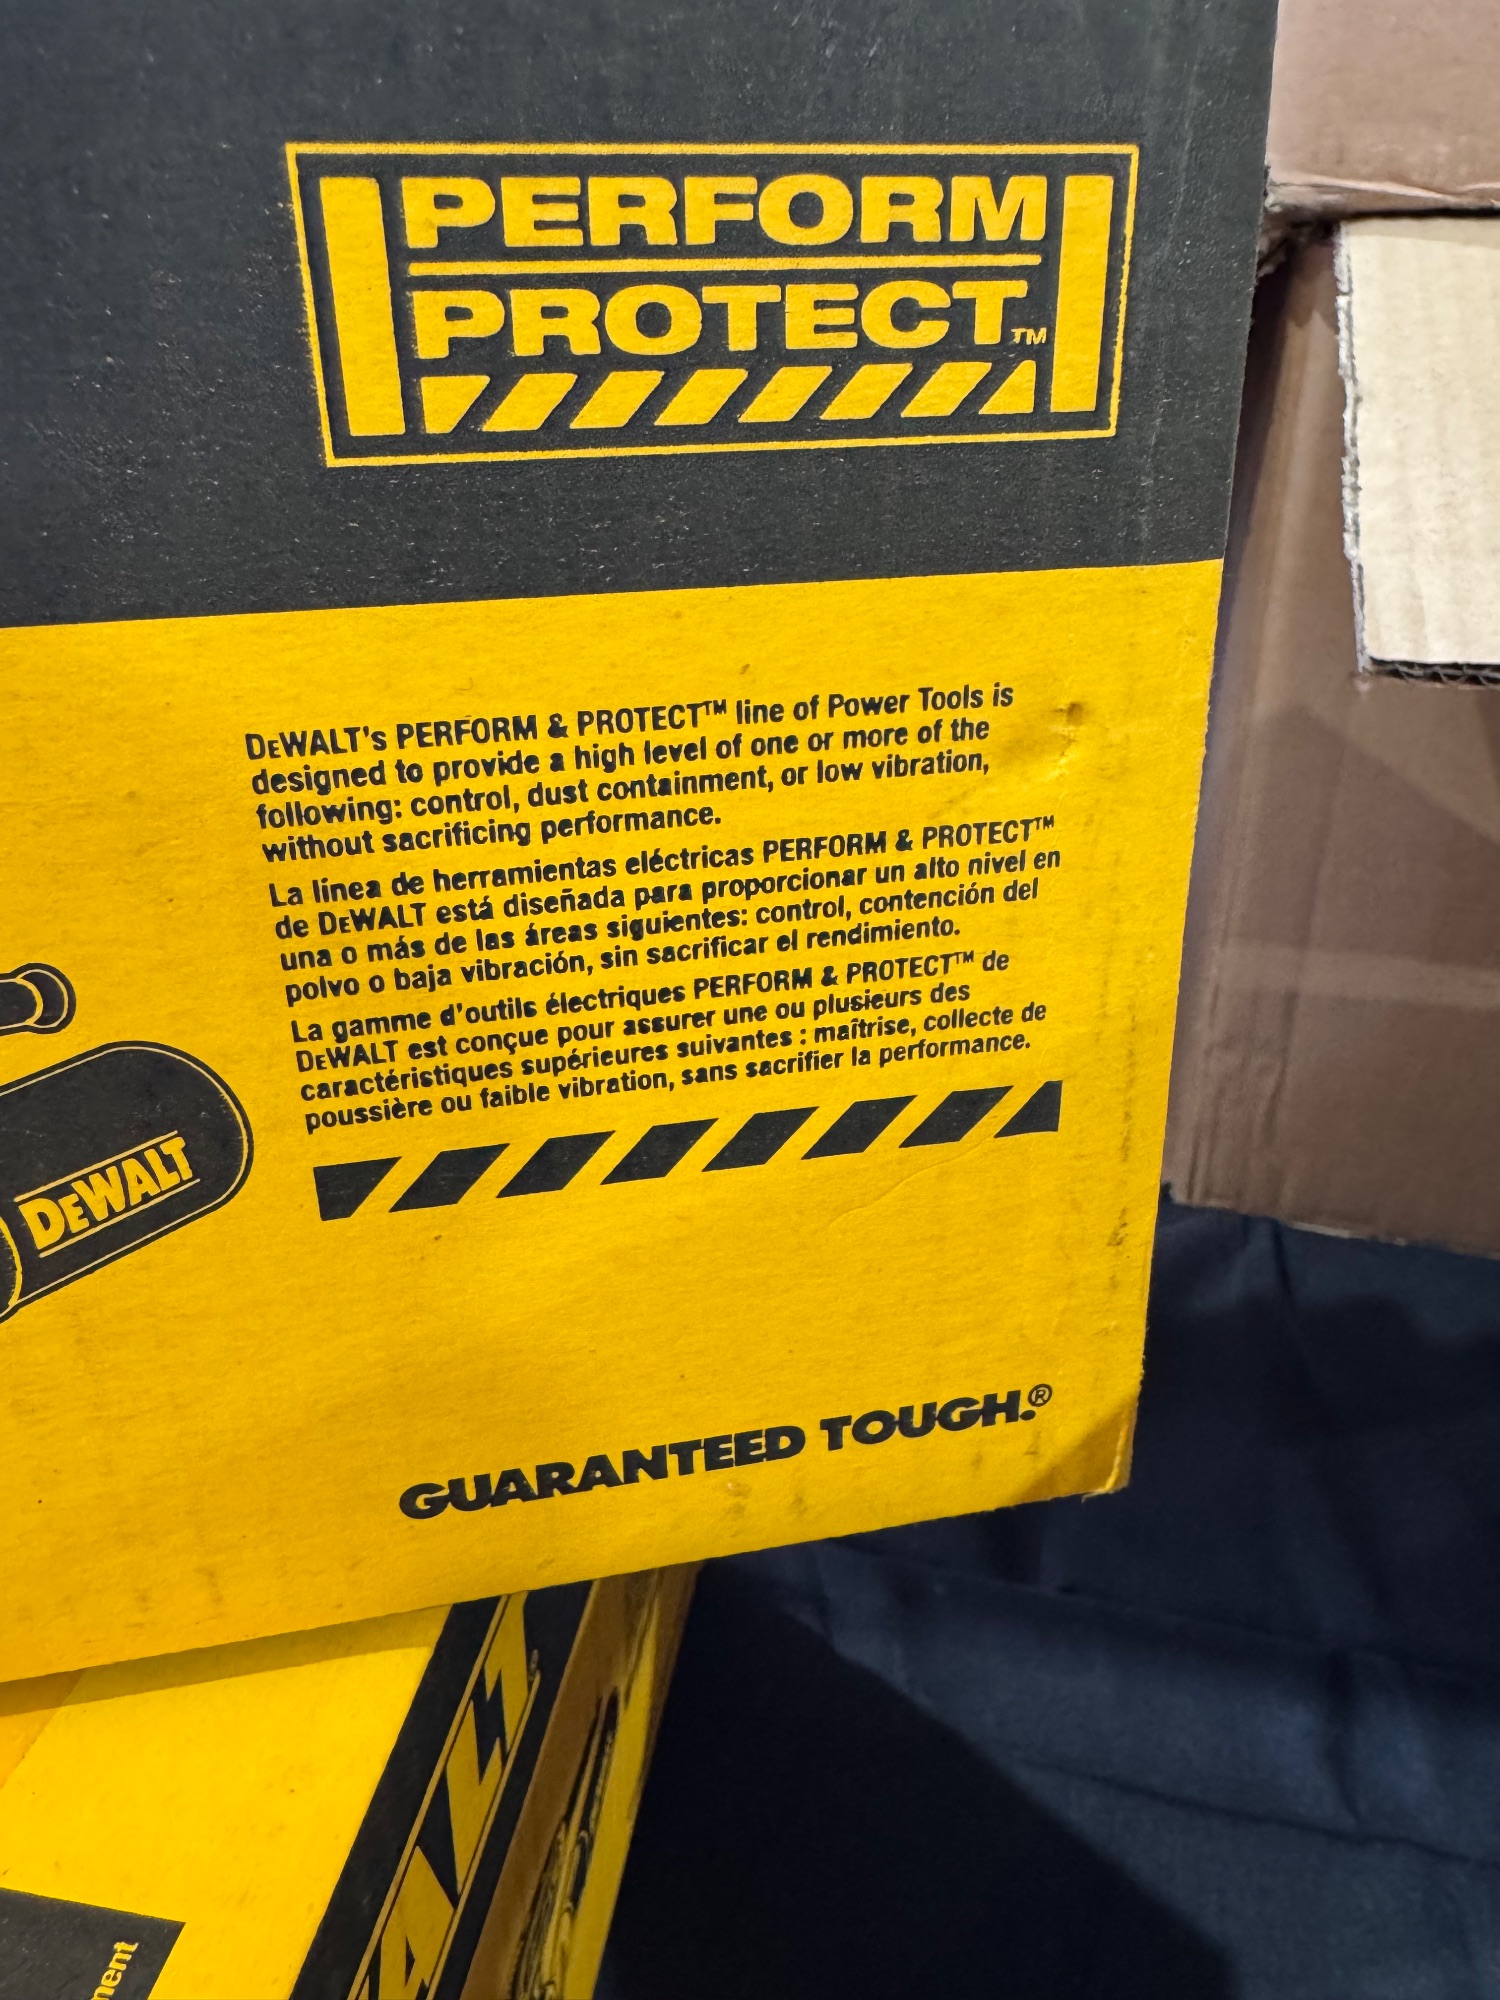 PERFORM
PROTECT™
DEWALT's PERFORM & PROTECT™ line of Power Tools is
designed to provide a high level of one or more of the
following: control, dust containment, or low vibration,
without sacrificing performance.
La línea de herramientas eléctricas PERFORM & PROTECT™
de DEWALT está diseñada para proporcionar un alto nivel en
una o más de las áreas siguientes: control, contención del
polvo o baja vibración, sin sacrificar el rendimiento.
La gamme d'outils électriques PERFORM & PROTECT™ de
DEWALT est conçue pour assurer une ou plusieurs des
caractéristiques supérieures suivantes : maîtrise, collecte de
poussière ou faible vibration, sans sacrifier la performance.
DEWALT
GUARANTEED TOUGH.®